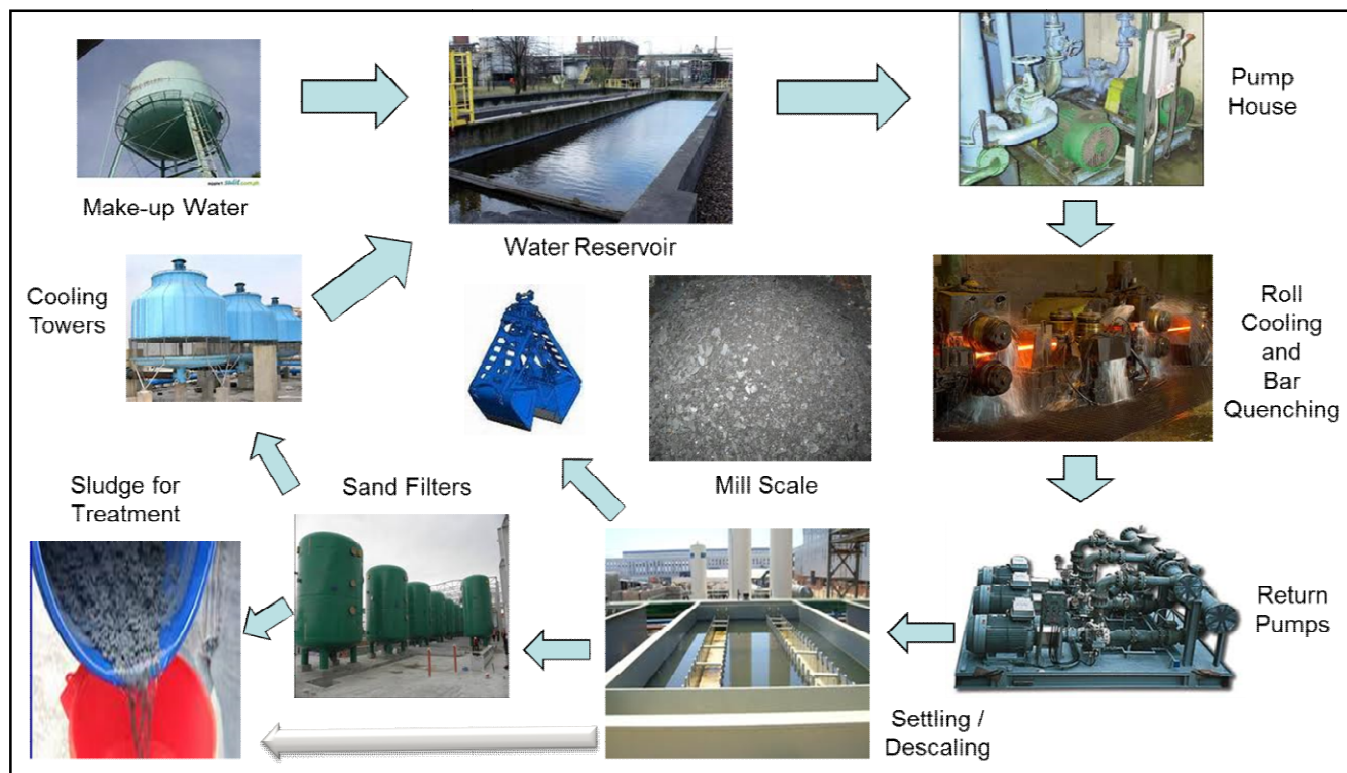 Make-up Water
Water Reservoir
Pump
House
Cooling
Towers
Roll
Cooling
and
Bar
Quenching
Sludge for
Treatment
Sand Filters
Mill Scale
Return
Pumps
Settling /
Descaling